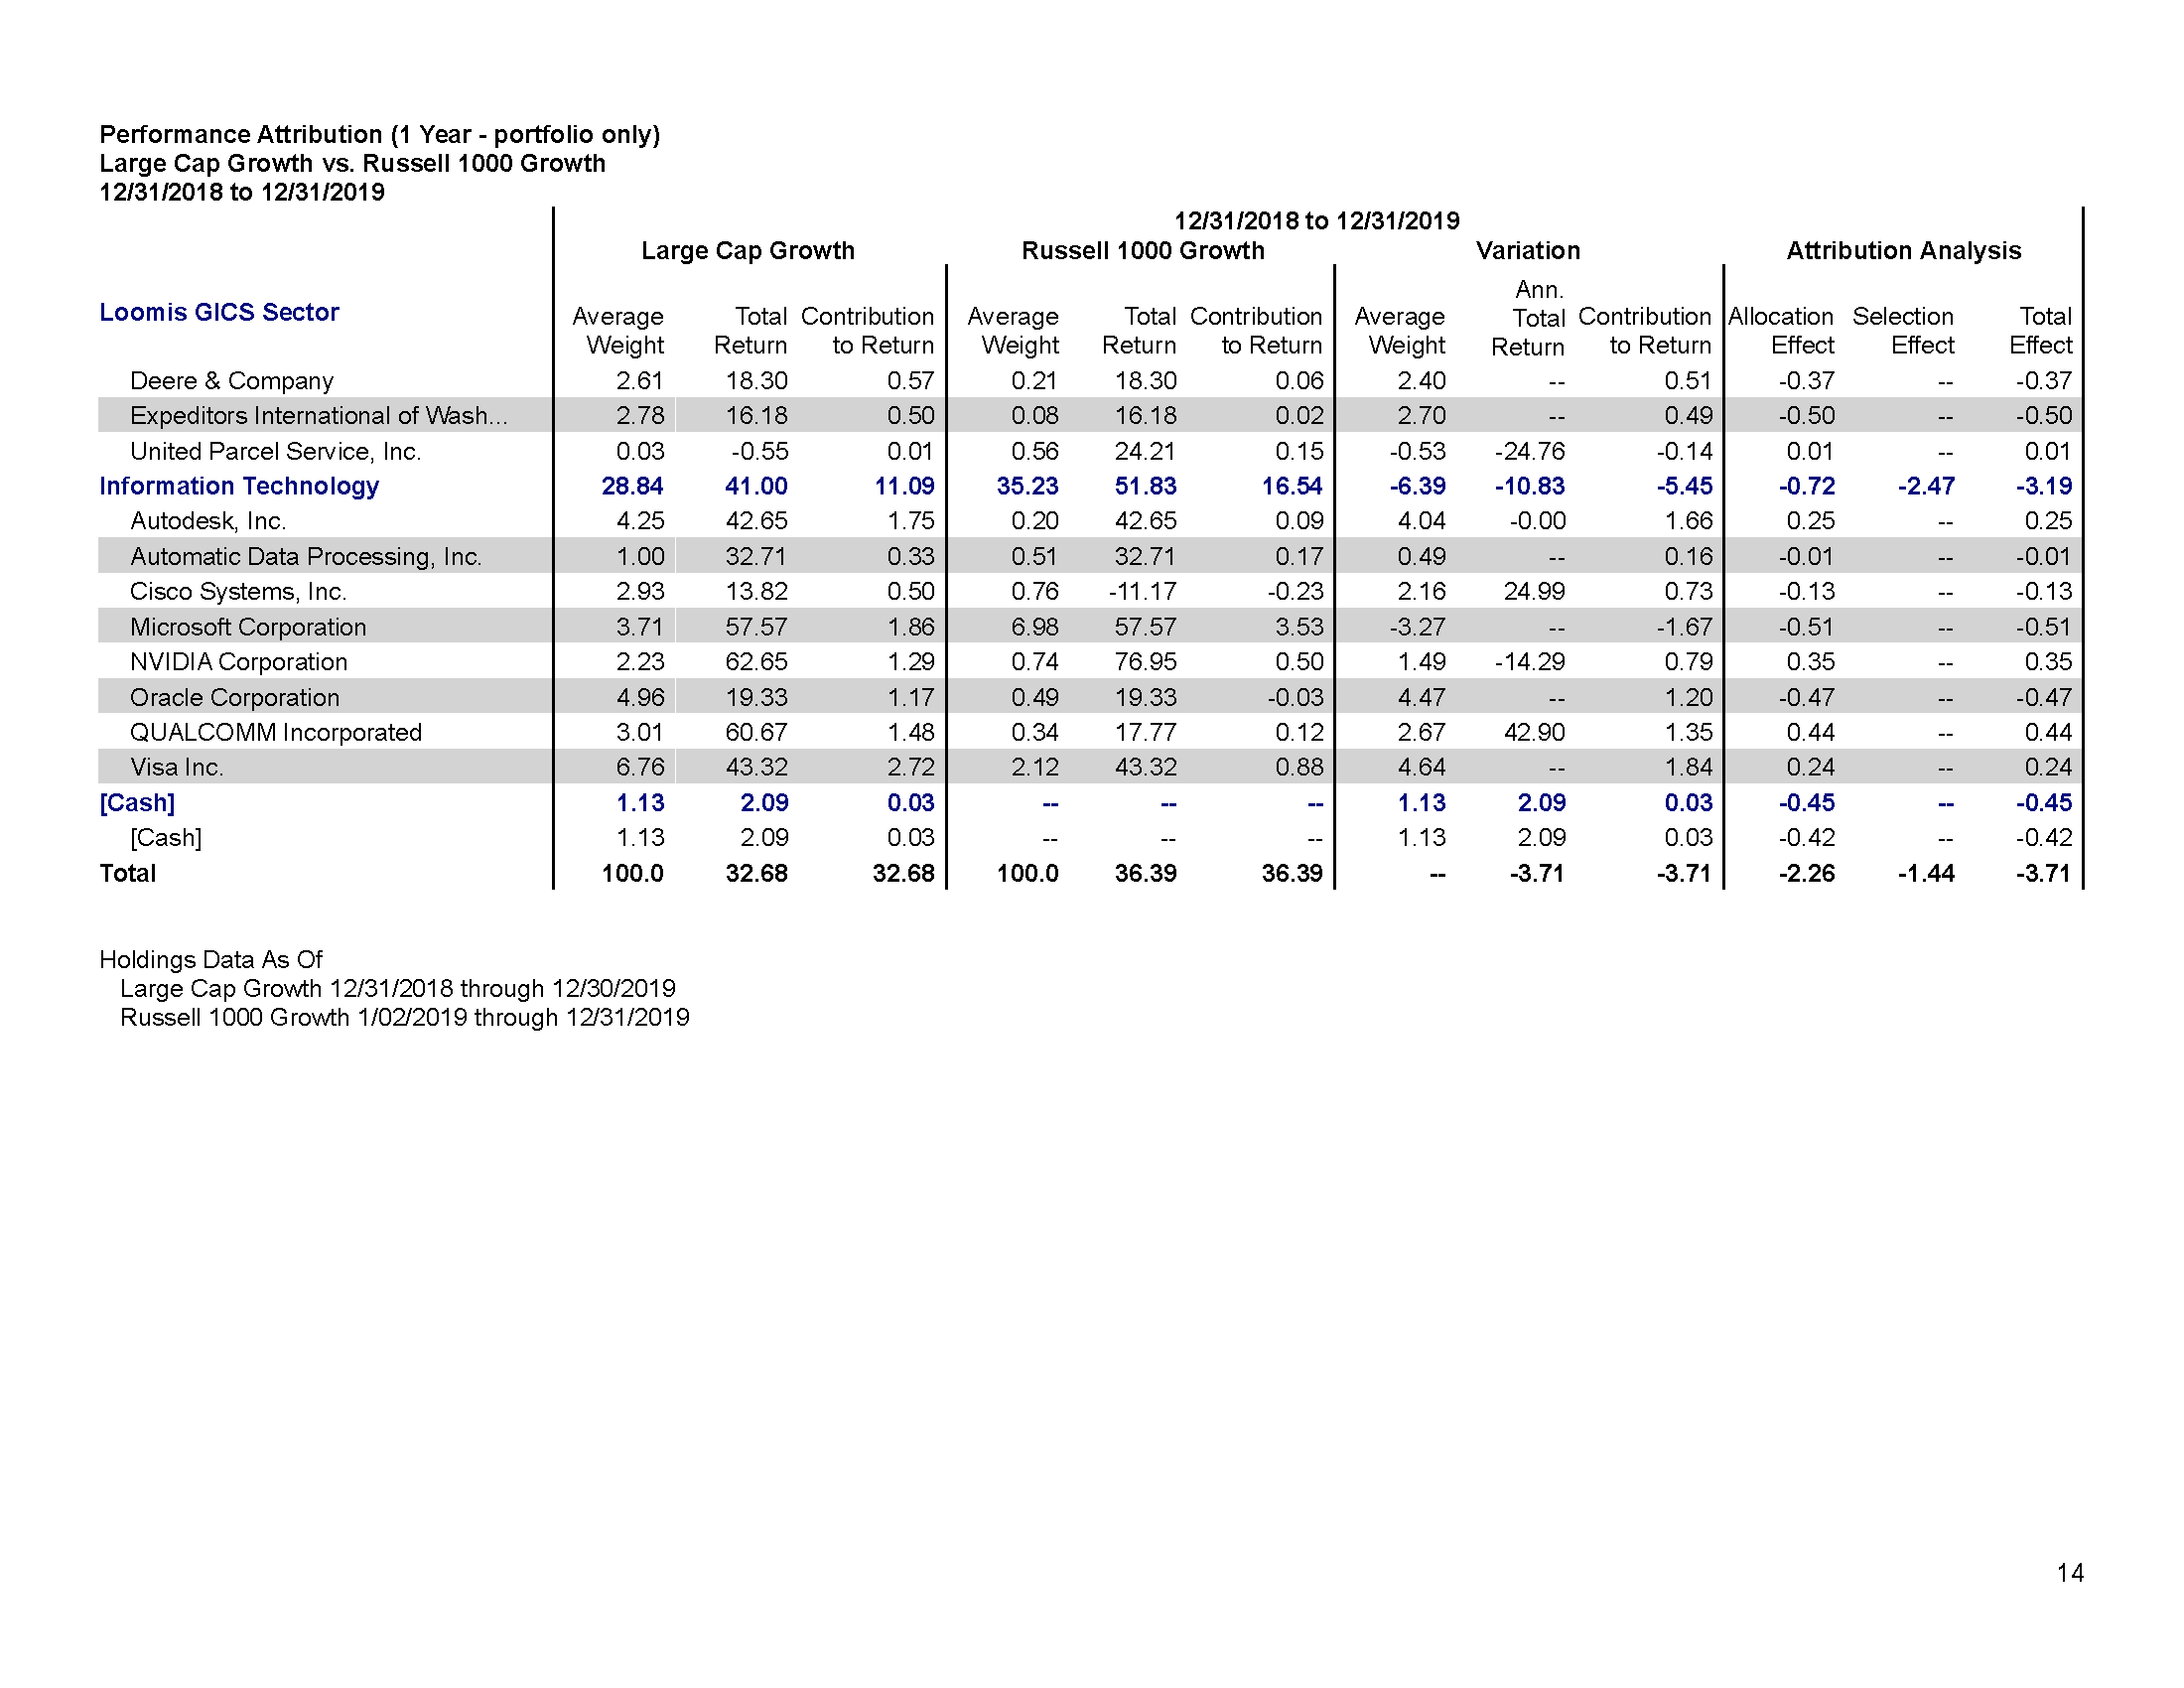 Performance Attribution (1 Year - portfolio only)
Large Cap Growth vs. Russell 1000 Growth
12/31/2018 to 12/31/2019
12/31/2018 to 12/31/2019
Large Cap Growth Russell 1000 Growth Variation Attribution Analysis
Loomis GICS Sector Average Weight Total Return Contribution to Return Average Weight Total Return Contribution to Return Average Weight Ann. Total Return Contribution to Return Allocation Effect Selection Effect Total Effect
Deere & Company 2.61 18.30 0.57 0.21 18.30 0.06 2.40 -- 0.51 -0.37 -- -0.37
Expeditors International of Wash... 2.78 16.18 0.50 0.08 16.18 0.02 2.70 -- 0.49 -0.50 -- -0.50
United Parcel Service, Inc. 0.03 -0.55 0.01 0.56 24.21 0.15 -0.53 -24.76 -0.14 0.01 -- 0.01
Information Technology 28.84 41.00 11.09 35.23 51.83 16.54 -6.39 -10.83 -5.45 -0.72 -2.47 -3.19
Autodesk, Inc. 4.25 42.65 1.75 0.20 42.65 0.09 4.04 -0.00 1.66 0.25 -- 0.25
Automatic Data Processing, Inc. 1.00 32.71 0.33 0.51 32.71 0.17 0.49 -- 0.16 -0.01 -- -0.01
Cisco Systems, Inc. 2.93 13.82 0.50 0.76 -11.17 -0.23 2.16 24.99 0.73 -0.13 -- -0.13
Microsoft Corporation 3.71 57.57 1.86 6.98 57.57 3.53 -3.27 -- -1.67 -0.51 -- -0.51
NVIDIA Corporation 2.23 62.65 1.29 0.74 76.95 0.50 1.49 -14.29 0.79 0.35 -- 0.35
Oracle Corporation 4.96 19.33 1.17 0.49 19.33 -0.03 4.47 -- 1.20 -0.47 -- -0.47
QUALCOMM Incorporated 3.01 60.67 1.48 0.34 17.77 0.12 2.67 42.90 1.35 0.44 -- 0.44
Visa Inc. 6.76 43.32 2.72 2.12 43.32 0.88 4.64 -- 1.84 0.24 -- 0.24
[Cash] 1.13 2.09 0.03 -- -- -- 1.13 2.09 0.03 -0.45 -- -0.45
[Cash] 1.13 2.09 0.03 -- -- -- 1.13 2.09 0.03 -0.42 -- -0.42
Total 100.0 32.68 32.68 100.0 36.39 36.39 -- -3.71 -3.71 -2.26 -1.44 -3.71
Holdings Data As Of
Large Cap Growth 12/31/2018 through 12/30/2019
Russell 1000 Growth 1/02/2019 through 12/31/2019
14